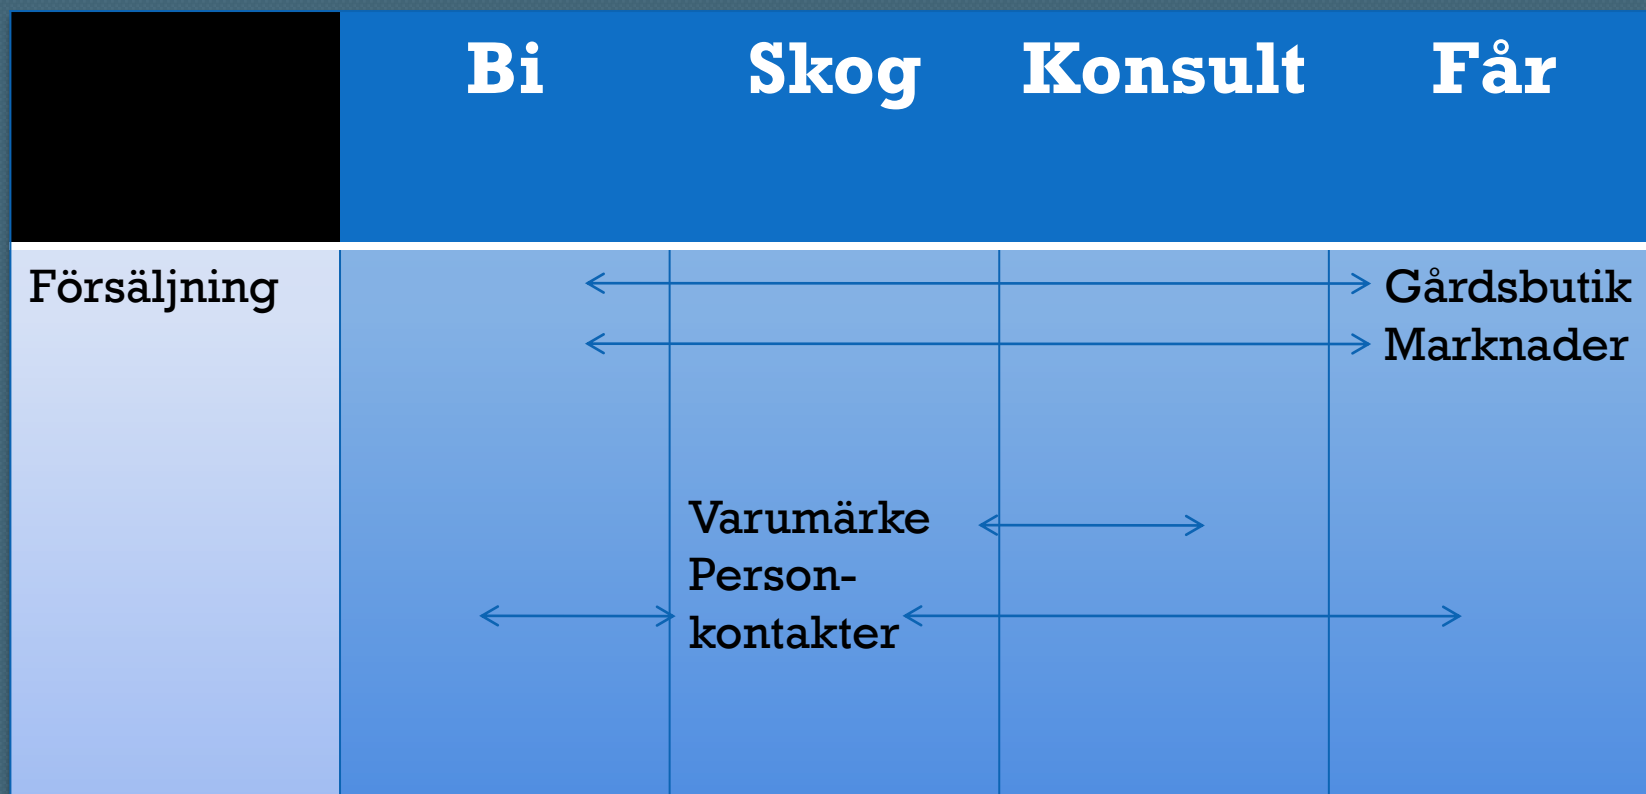 Bi Skog Konsult Får
Försäljning
Gårdsbutik
Marknader
Varumärke
Person-
kontakter